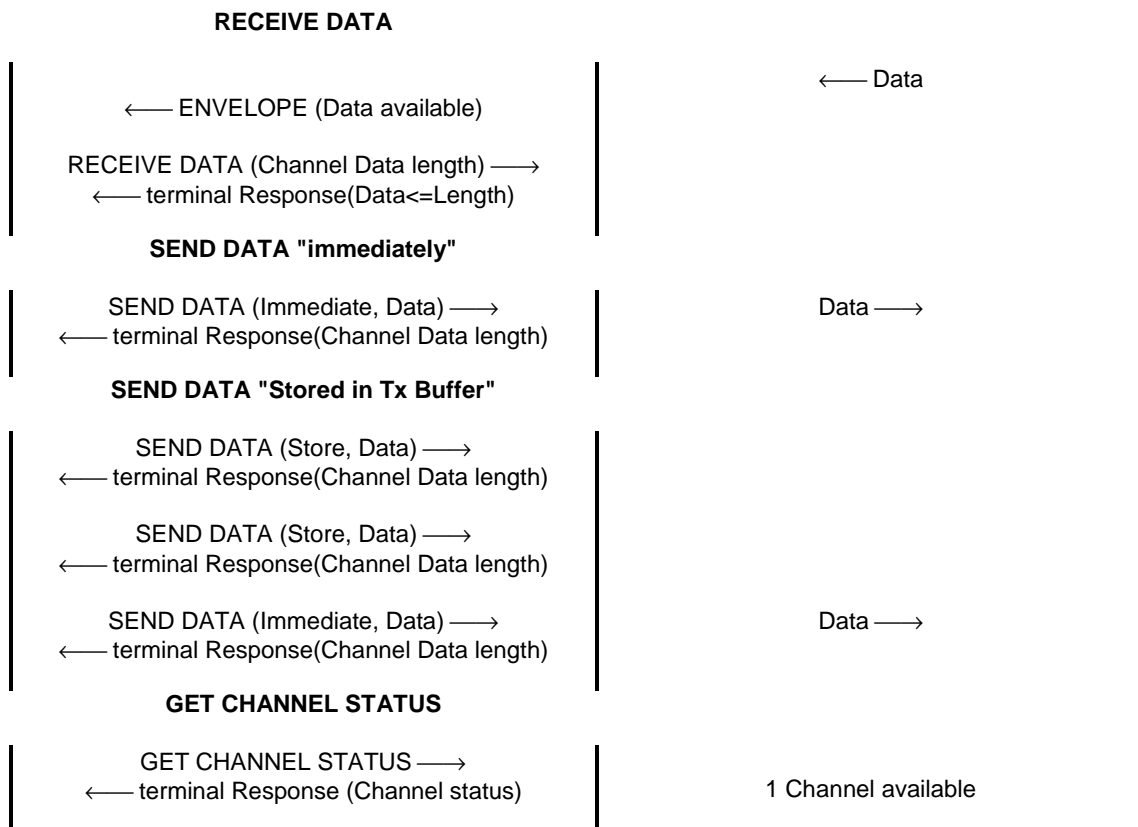 RECEIVE DATA
⟵ Data
⟵ ENVELOPE (Data available)
RECEIVE DATA (Channel Data length) ⟶
⟵ terminal Response(Data<=Length)
SEND DATA "immediately"
SEND DATA (Immediate, Data) ⟶ Data ⟶
⟵ terminal Response(Channel Data length)
SEND DATA "Stored in Tx Buffer"
SEND DATA (Store, Data) ⟶
⟵ terminal Response(Channel Data length)
SEND DATA (Store, Data) ⟶
⟵ terminal Response(Channel Data length)
SEND DATA (Immediate, Data) ⟶ Data ⟶
⟵ terminal Response(Channel Data length)
GET CHANNEL STATUS
GET CHANNEL STATUS ⟶
⟵ terminal Response (Channel status) 1 Channel available